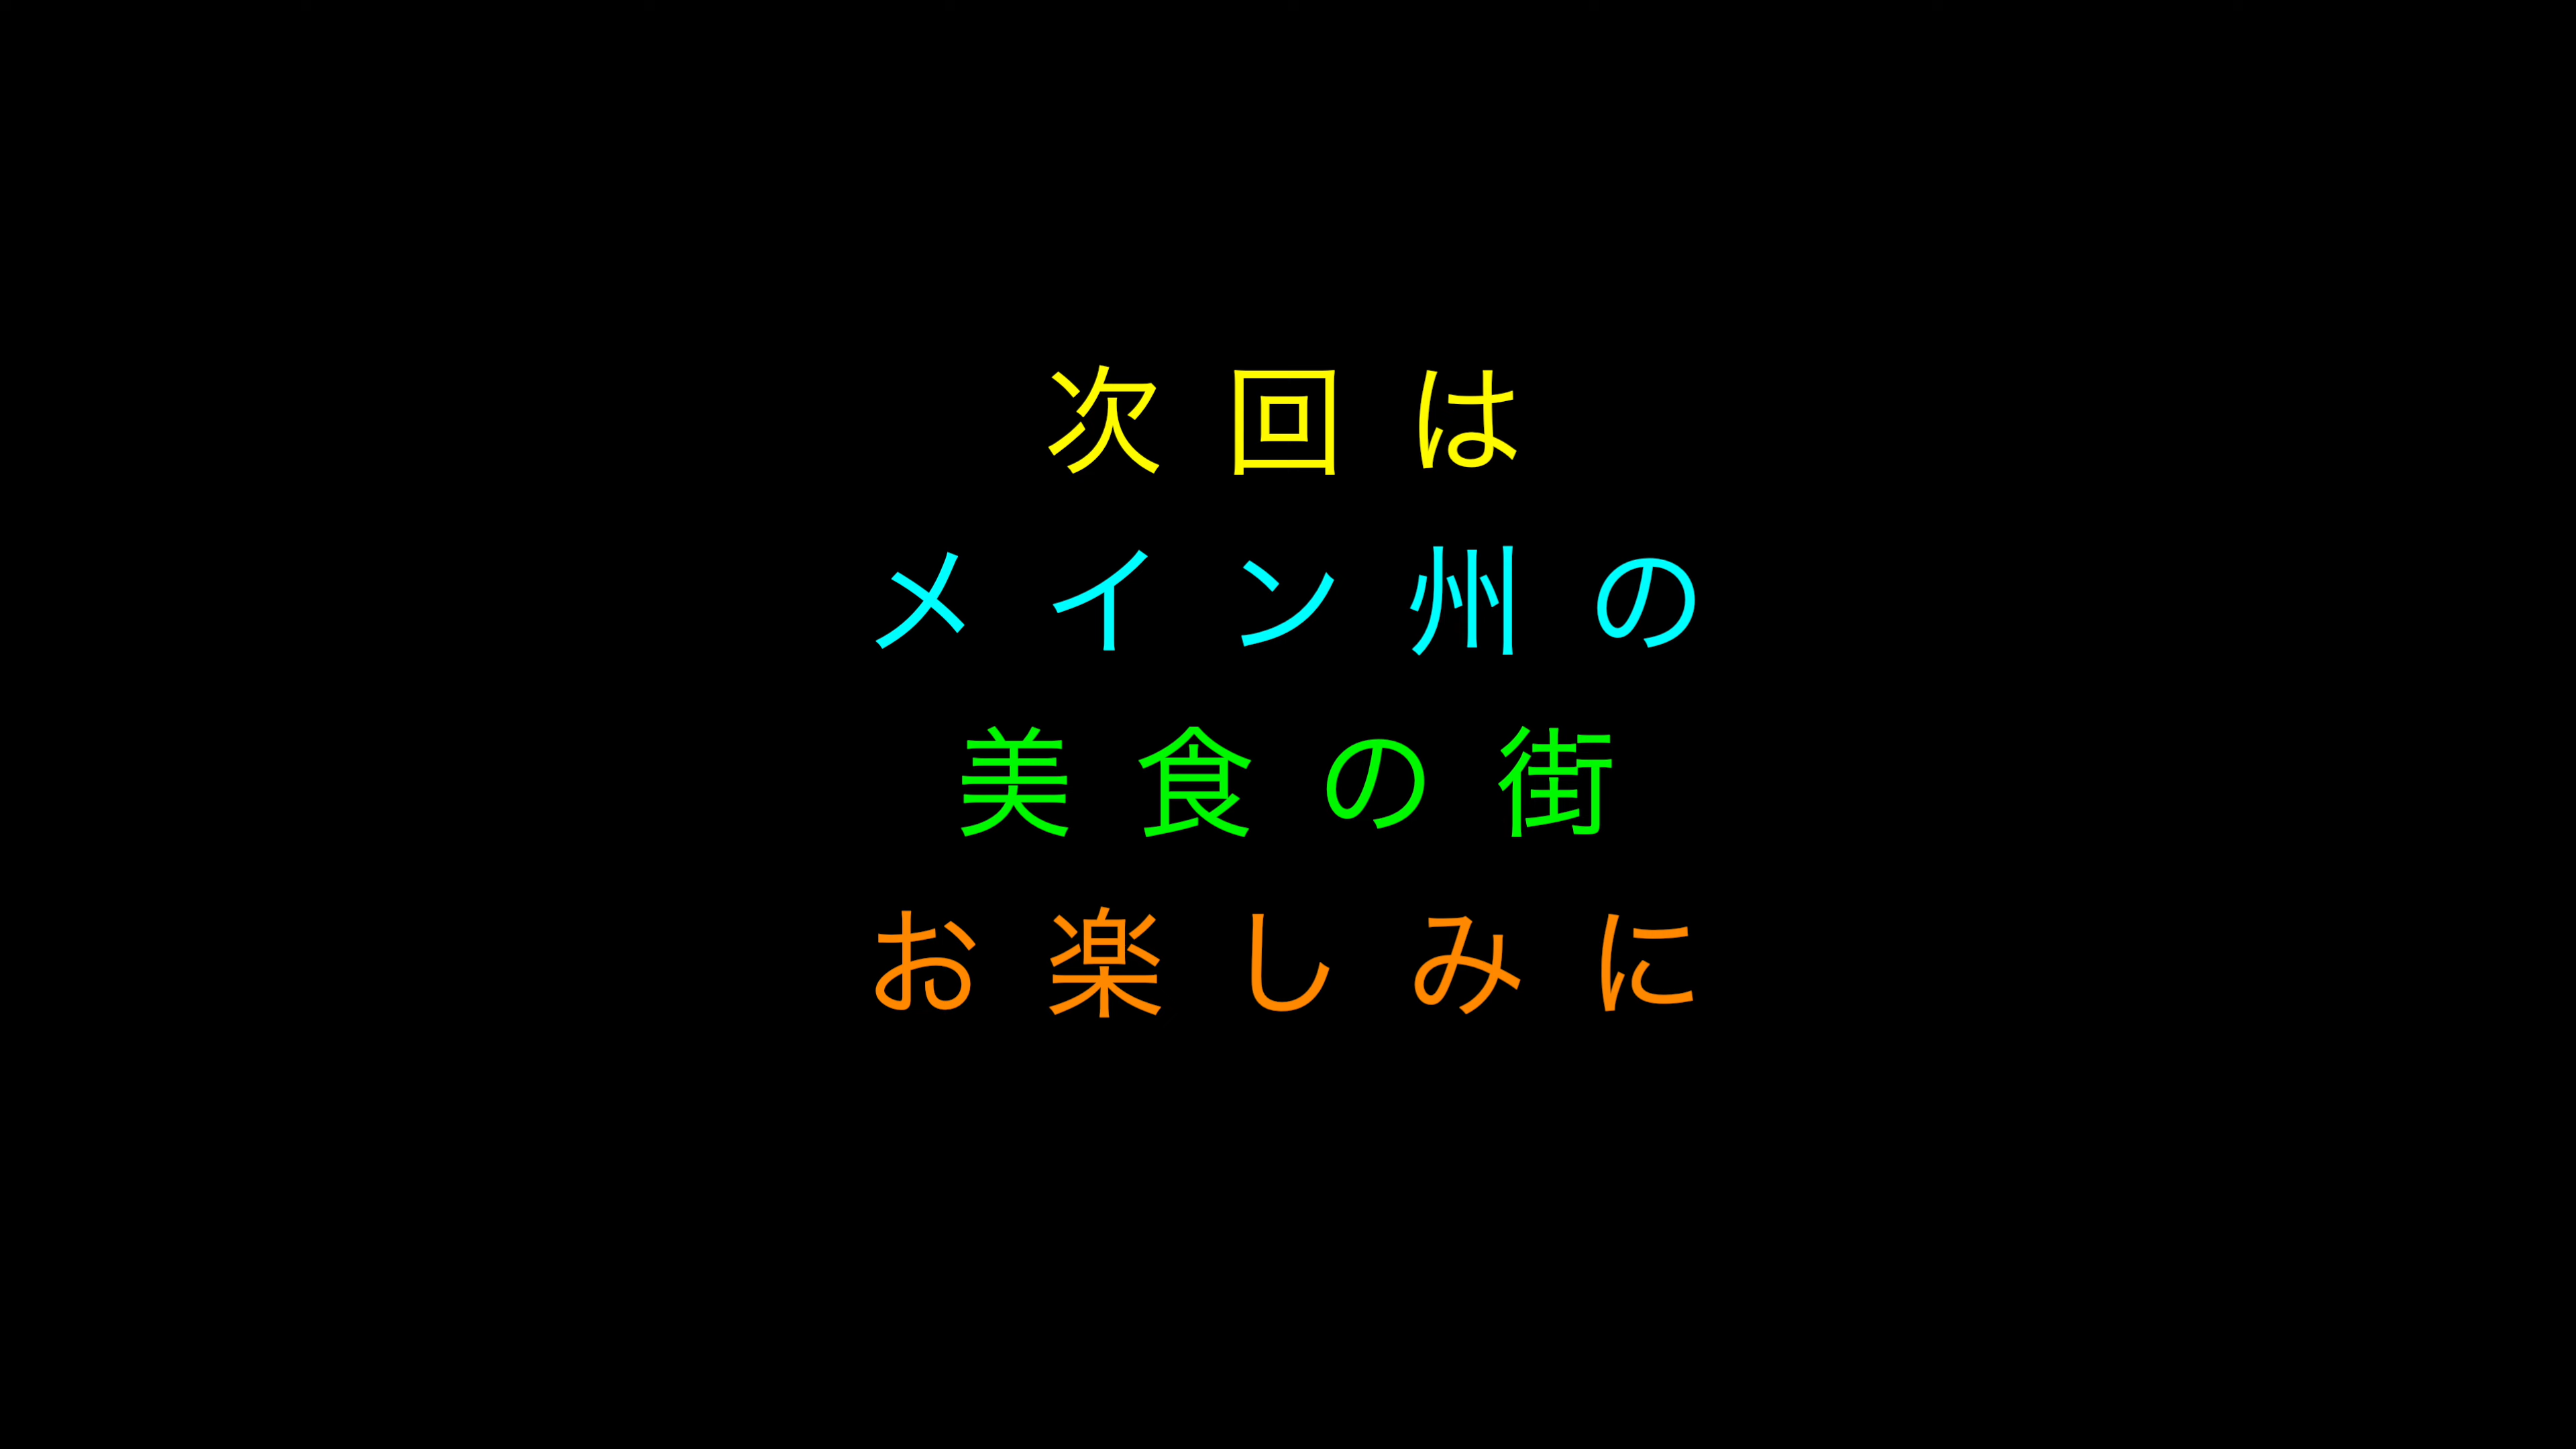 次回は
メイン州の
美食の街
お楽しみに